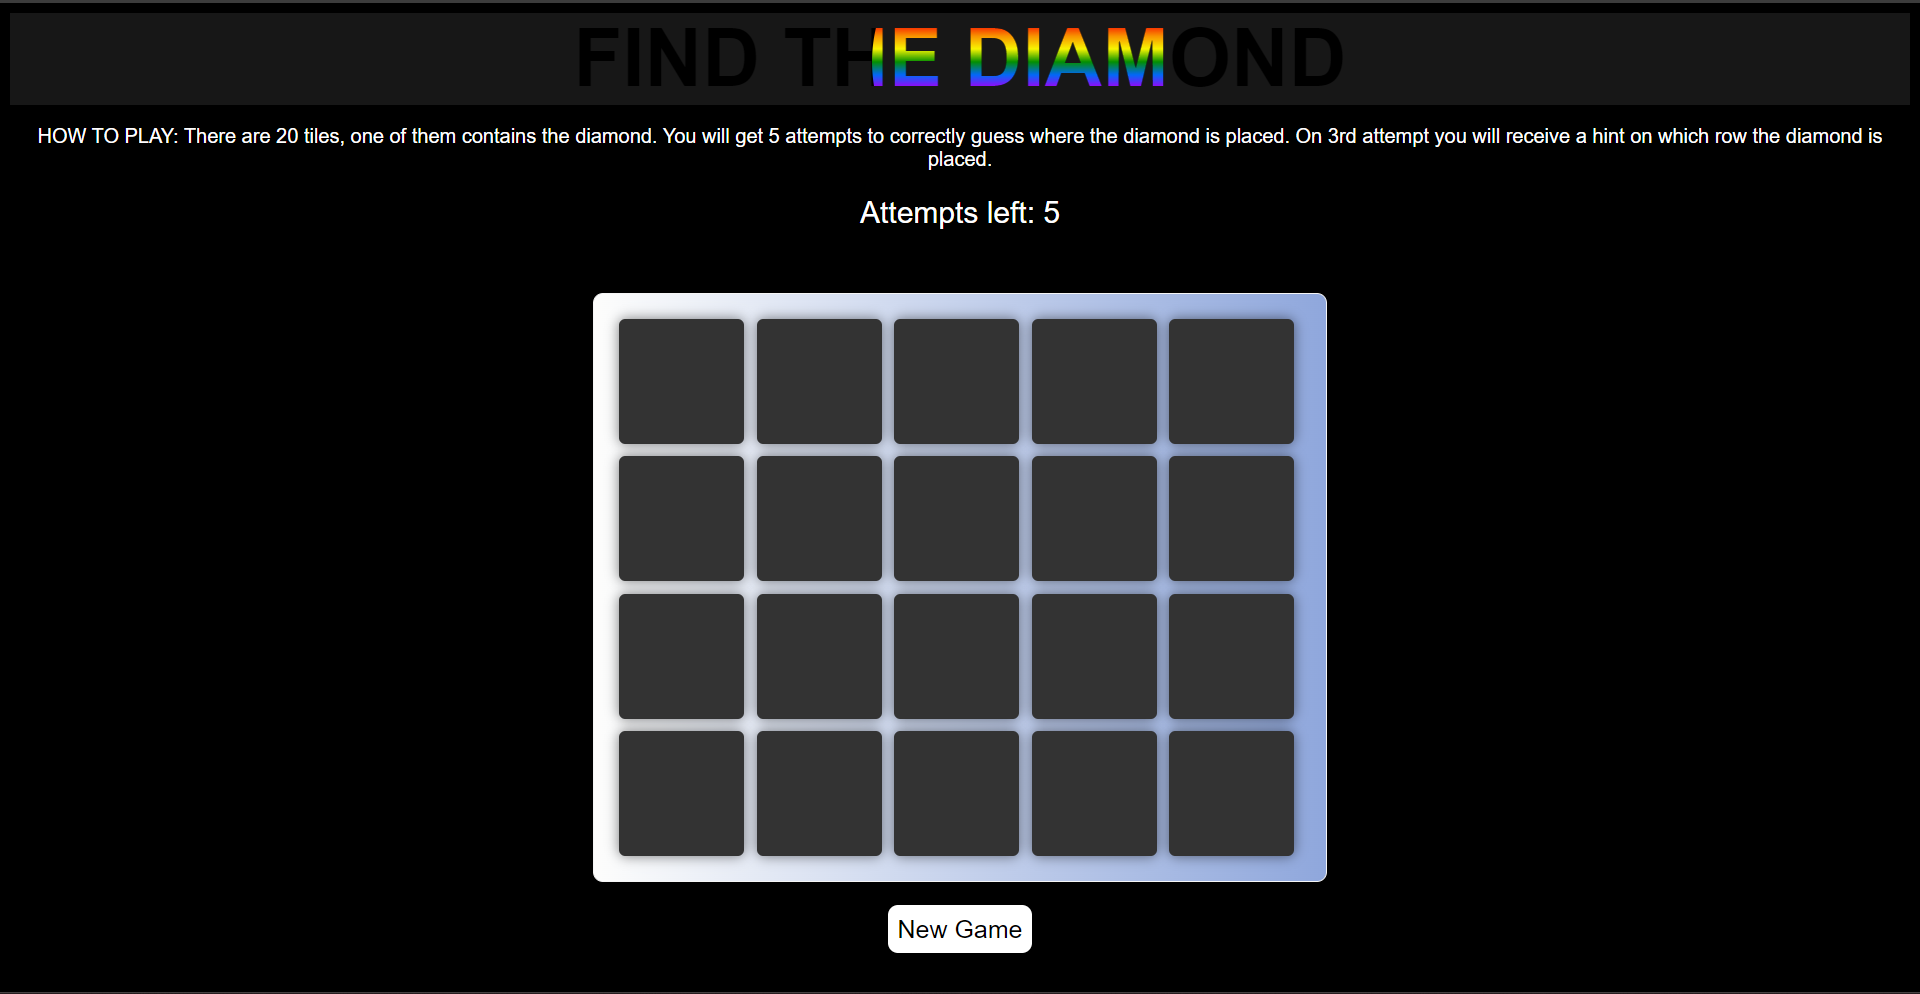 FIND THE DIAMOND
HOW TO PLAY: There are 20 tiles, one of them contains the diamond. You will get 5 attempts to correctly guess where the diamond is placed. On 3rd attempt you will receive a hint on which row the diamond is
placed.
Attempts left: 5
New Game